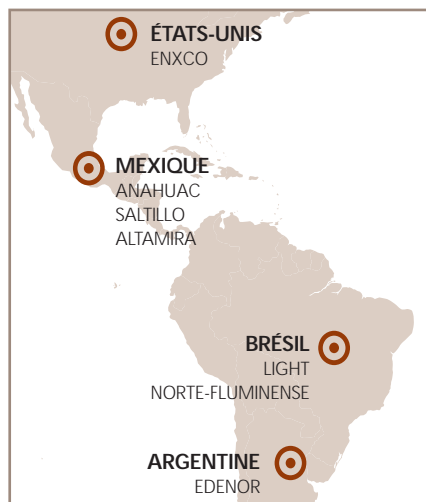 ÉTATS-UNIS
ENXCO
MEXIQUE
ANAHUAC
SALTILLO
ALTAMIRA
BRÉSIL
LIGHT
NORTE-FLUMINENSE
ARGENTINE
EDENOR